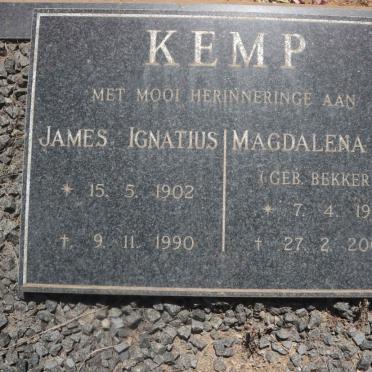 KEMP
MET MOOI HERINNERINGE AAN
JAMES IGNATIUS
* 15. 5. 1902
† 9. 11. 1990
MAGDALENA
(GEB. BEKKER
* 7. 4. 19
† 27. 2. 20